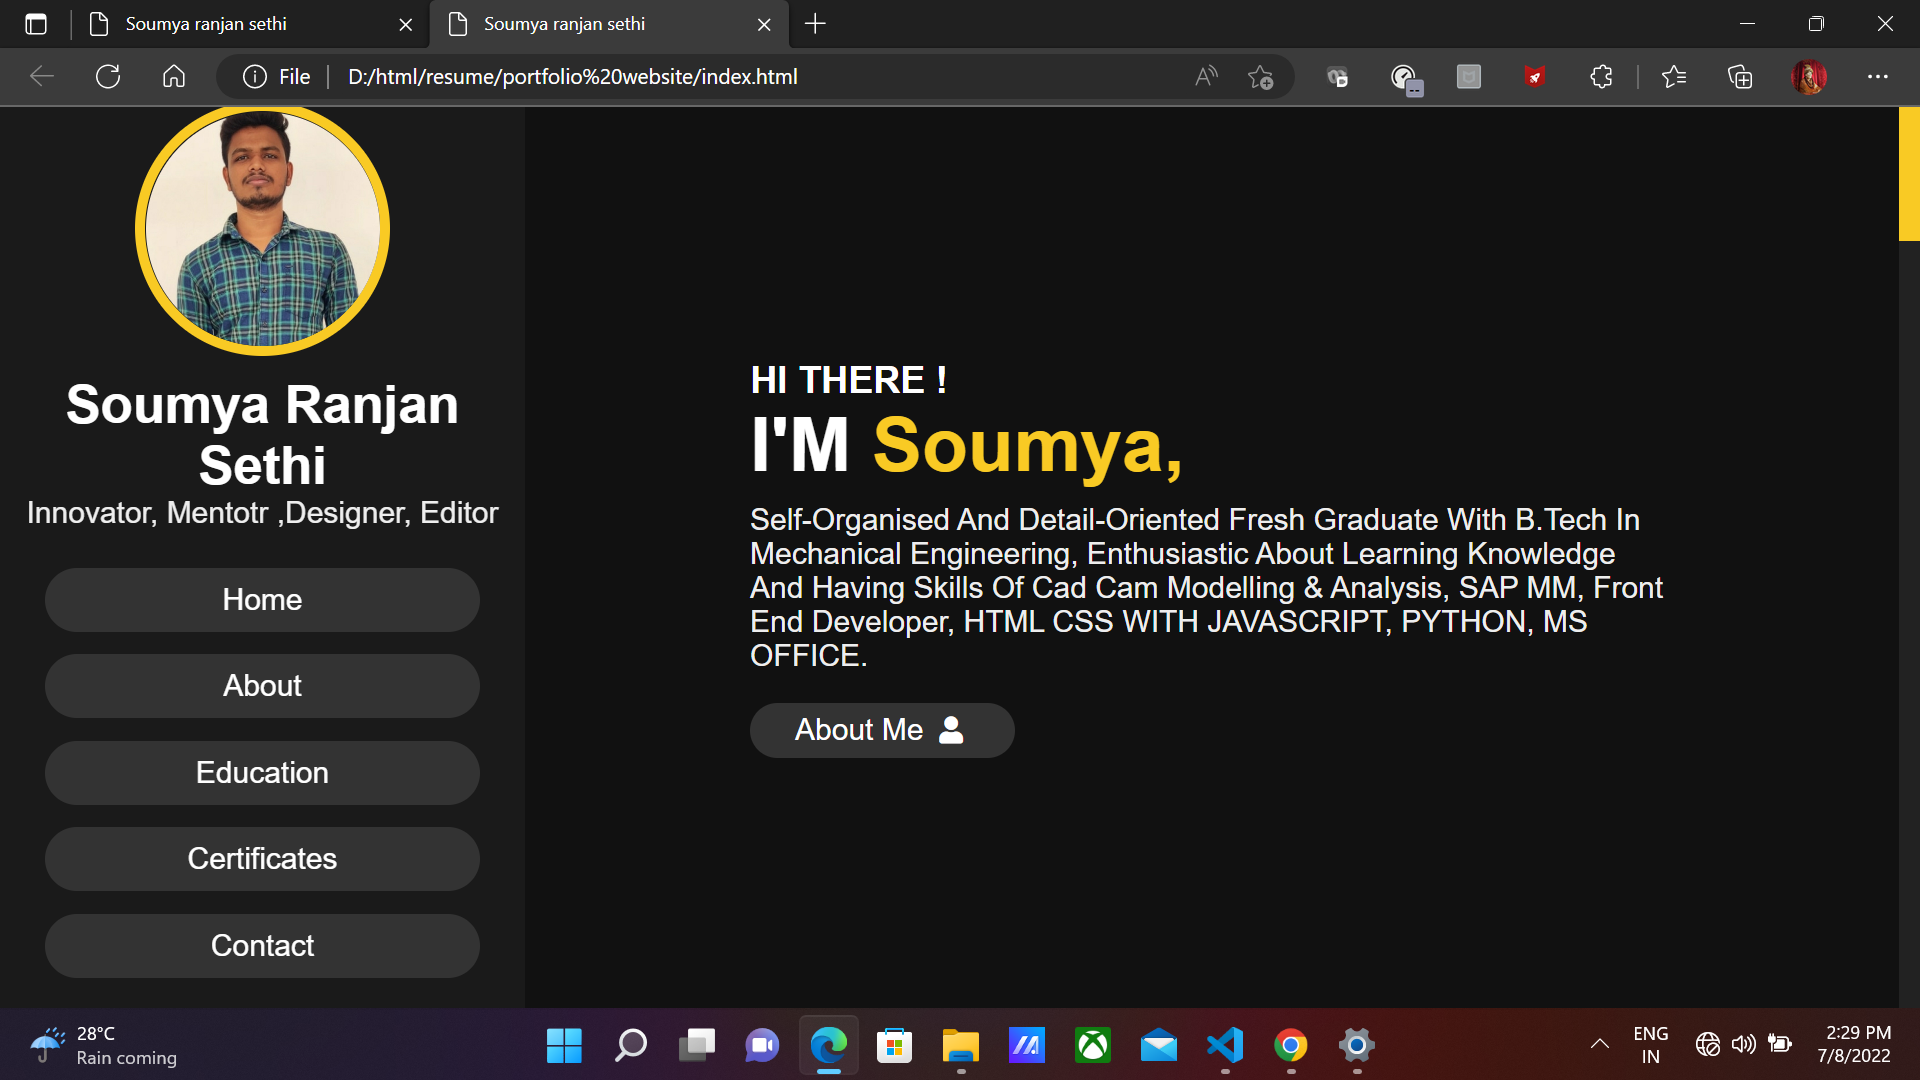 Soumya ranjan sethi
Soumya ranjan sethi
File
D:/html/resume/portfolio%20website/index.html
Soumya Ranjan
Sethi
Innovator, Mentotr ,Designer, Editor
Home
About
Education
Certificates
Contact
HI THERE !
I'M Soumya,
Self-Organised And Detail-Oriented Fresh Graduate With B.Tech In
Mechanical Engineering, Enthusiastic About Learning Knowledge
And Having Skills Of Cad Cam Modelling & Analysis, SAP MM, Front
End Developer, HTML CSS WITH JAVASCRIPT, PYTHON, MS
OFFICE.
About Me
28°C
Rain coming
ENG
IN
2:29 PM
7/8/2022